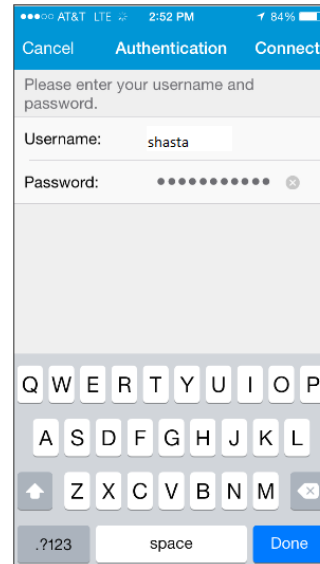 AT&T LTE 2:52 PM 84%
Cancel Authentication Connect
Please enter your username and
password.
Username: shasta
Password: ●●●●●●●●●●●
Q W E R T Y U I O P
A S D F G H J K L
Z X C V B N M
.?123 space Done